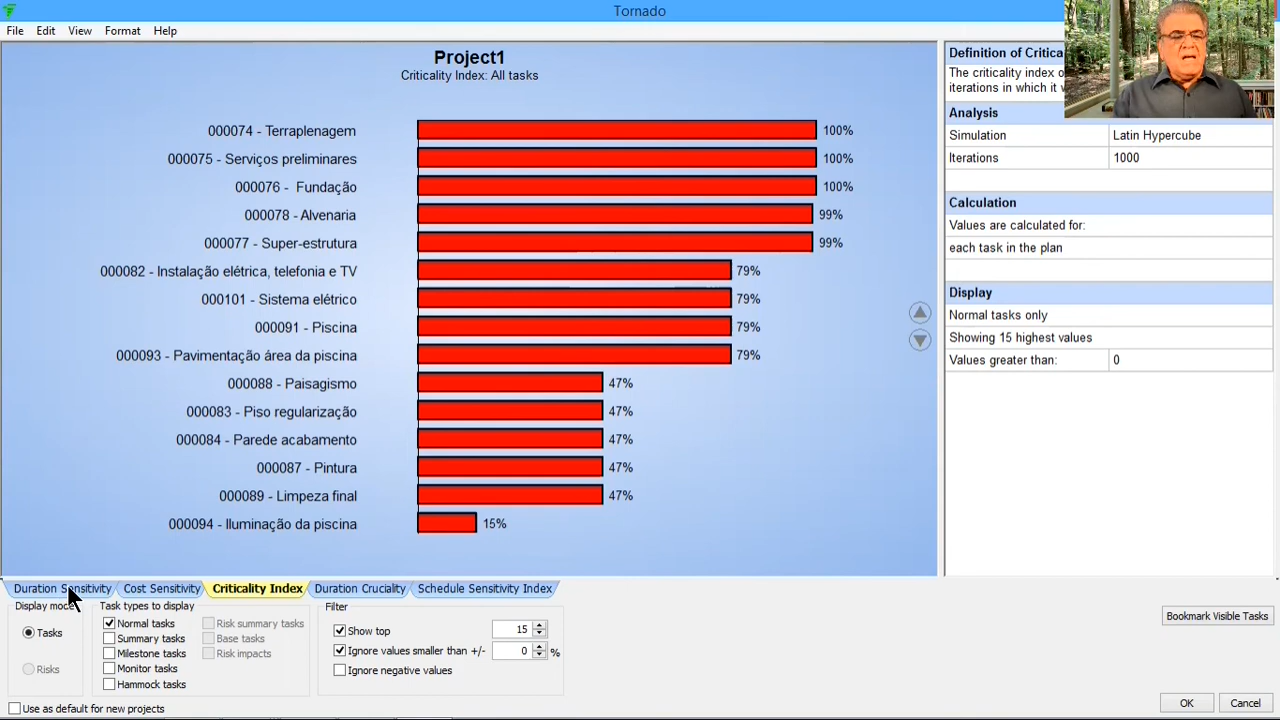 Tornado
File Edit View Format Help
Project1
Criticality Index: All tasks
000074 - Terraplenagem 100%
000075 - Serviços preliminares 100%
000076 - Fundação 100%
000078 - Alvenaria 99%
000077 - Super-estrutura 99%
000082 - Instalação elétrica, telefonia e TV 79%
000101 - Sistema elétrico 79%
000091 - Piscina 79%
000093 - Pavimentação área da piscina 79%
000088 - Paisagismo 47%
000083 - Piso regularização 47%
000084 - Parede acabamento 47%
000087 - Pintura 47%
000089 - Limpeza final 47%
000094 - Iluminação da piscina 15%
Definition of Critica
The criticality index o
iterations in which it w
Analysis
Simulation Latin Hypercube
Iterations 1000
Calculation
Values are calculated for:
each task in the plan
Display
Normal tasks only
Showing 15 highest values
Values greater than: 0
Duration Sensitivity Cost Sensitivity Criticality Index Duration Cruciality Schedule Sensitivity Index
Display mode
Tasks
Risks
Task types to display
Normal tasks Risk summary tasks
Summary tasks Base tasks
Milestone tasks Risk impacts
Monitor tasks
Hammock tasks
Filter
Show top 15
Ignore values smaller than +/- 0 %
Ignore negative values
Bookmark Visible Tasks
Use as default for new projects
OK Cancel